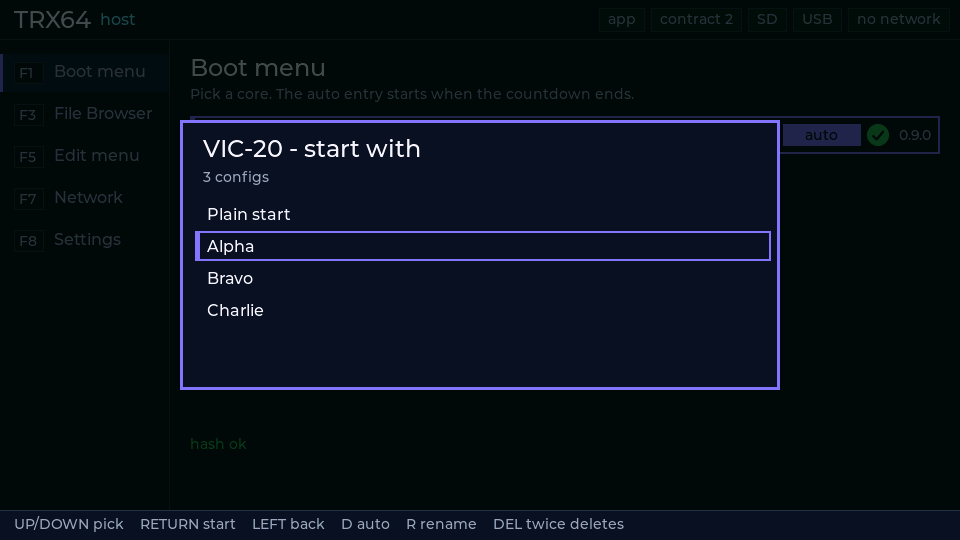 TRX64 host app contract 2 SD USB no network
F1 Boot menu
F3 File Browser
F5 Edit menu
F7 Network
F8 Settings
Boot menu
Pick a core. The auto entry starts when the countdown ends.
auto 0.9.0
VIC-20 - start with
3 configs
Plain start
Alpha
Bravo
Charlie
hash ok
UP/DOWN pick RETURN start LEFT back D auto R rename DEL twice deletes